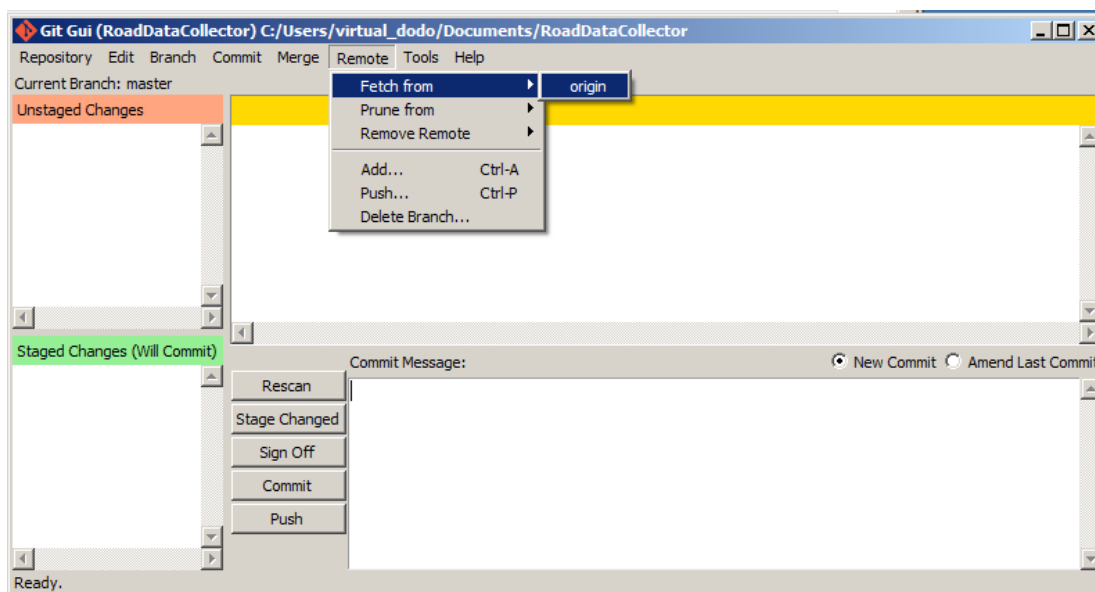 Git Gui (RoadDataCollector) C:/Users/virtual_dodo/Documents/RoadDataCollector
Repository Edit Branch Commit Merge Remote Tools Help
Current Branch: master
Fetch from origin
Prune from
Remove Remote
Add... Ctrl-A
Push... Ctrl-P
Delete Branch...
Unstaged Changes
Staged Changes (Will Commit)
Commit Message:
New Commit Amend Last Commit
Rescan
Stage Changed
Sign Off
Commit
Push
Ready.